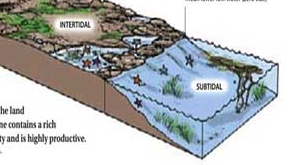 INTERTIDAL
SUBTIDAL
the land
ne contains a rich
ty and is highly productive.